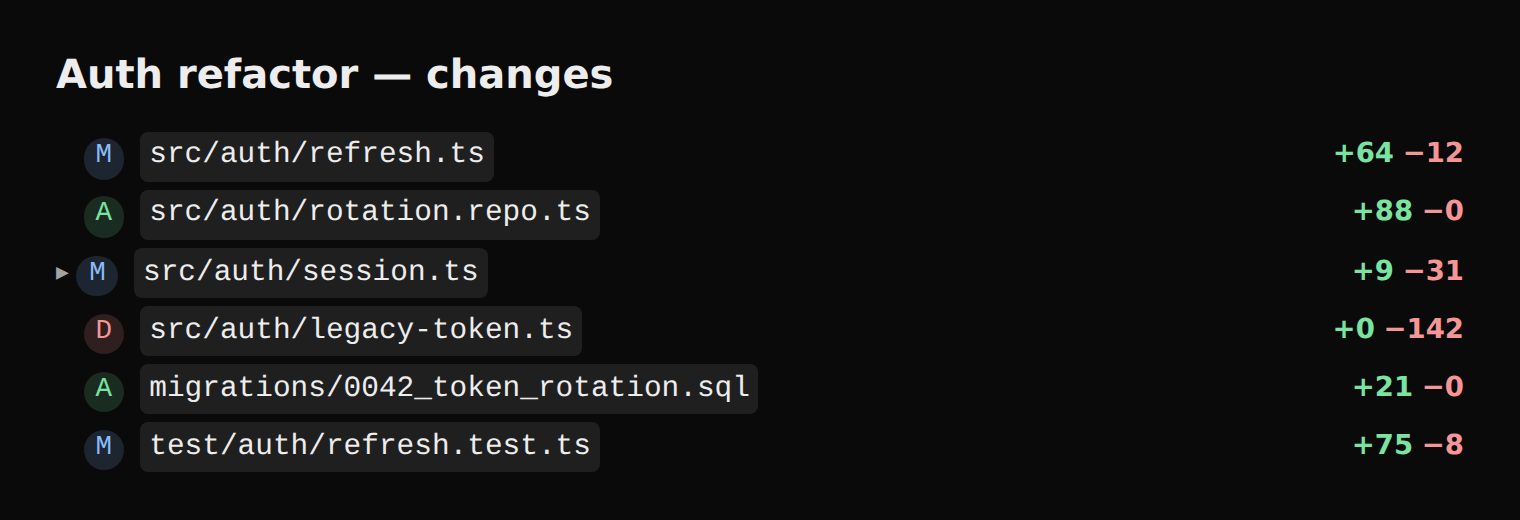 Auth refactor — changes
M src/auth/refresh.ts +64 −12
A src/auth/rotation.repo.ts +88 −0
▶ M src/auth/session.ts +9 −31
D src/auth/legacy-token.ts +0 −142
A migrations/0042_token_rotation.sql +21 −0
M test/auth/refresh.test.ts +75 −8